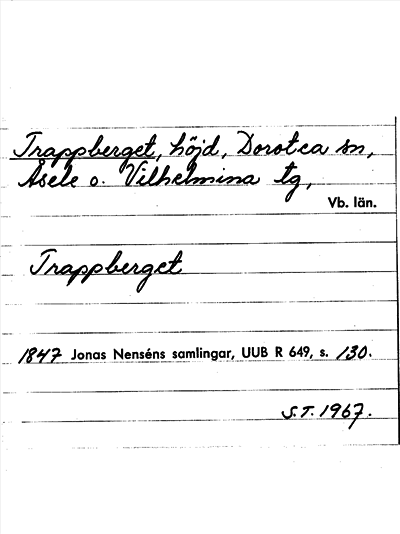 Trappberget, höjd, Dorotea sn,
Åsele o. Vilhelmina tg,
Vb. län.
Trappberget
1847 Jonas Nenséns samlingar, UUB R 649, s. 130.
S.T. 1967.